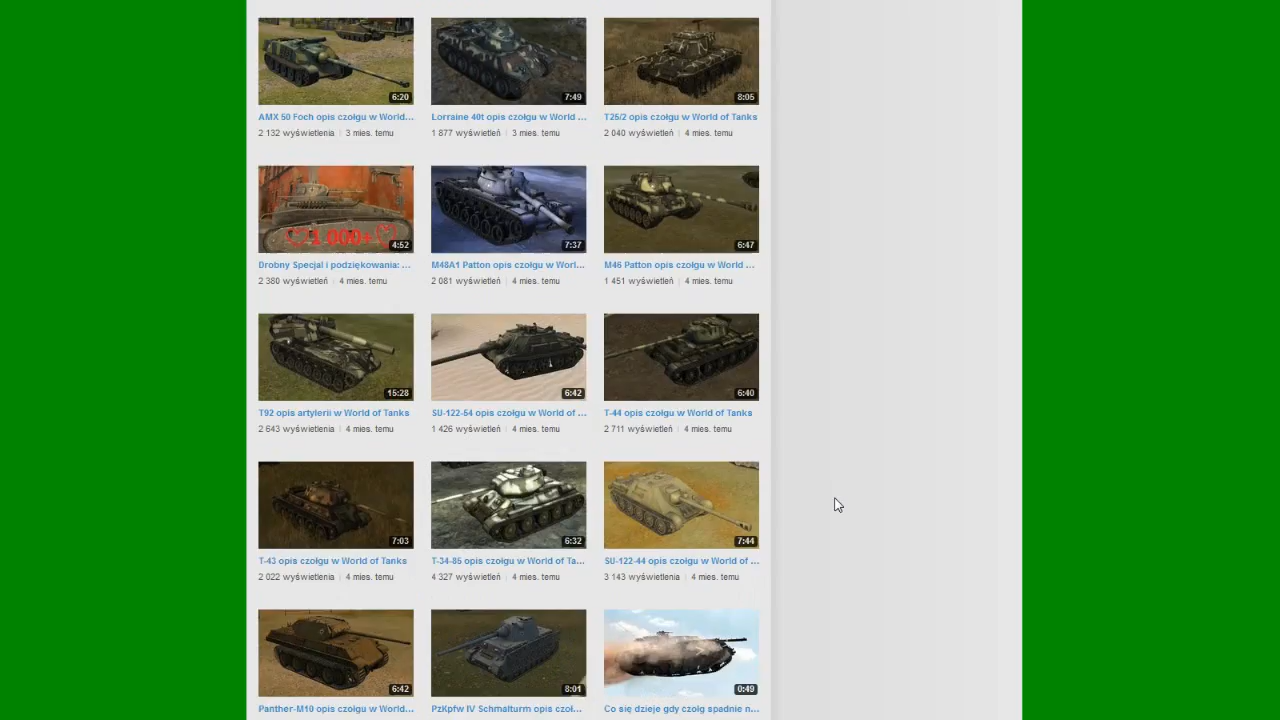 6:20
7:49
8:05
AMX 50 Foch opis czołgu w World...
Lorraine 40t opis czołgu w World ...
T25/2 opis czołgu w World of Tanks
2 132 wyświetlenia | 3 mies. temu
1 877 wyświetleń | 3 mies. temu
2 040 wyświetleń | 4 mies. temu
1 000+
4:52
7:37
6:47
Drobny Specjal i podziękowania: ...
M48A1 Patton opis czołgu w Worl...
M46 Patton opis czołgu w World ...
2 380 wyświetleń | 4 mies. temu
2 081 wyświetleń | 4 mies. temu
1 451 wyświetleń | 4 mies. temu
15:28
6:42
6:40
T92 opis artylerii w World of Tanks
SU-122-54 opis czołgu w World of ...
T-44 opis czołgu w World of Tanks
2 643 wyświetlenia | 4 mies. temu
1 426 wyświetleń | 4 mies. temu
2 711 wyświetleń | 4 mies. temu
7:03
6:32
7:44
T-43 opis czołgu w World of Tanks
T-34-85 opis czołgu w World of Ta...
SU-122-44 opis czołgu w World of ...
2 022 wyświetlenia | 4 mies. temu
4 327 wyświetleń | 4 mies. temu
3 143 wyświetlenia | 4 mies. temu
6:42
8:01
0:49
Panther-M10 opis czołgu w World...
PzKpfw IV Schmalturm opis czoł...
Co się dzieje gdy czołg spadnie n...